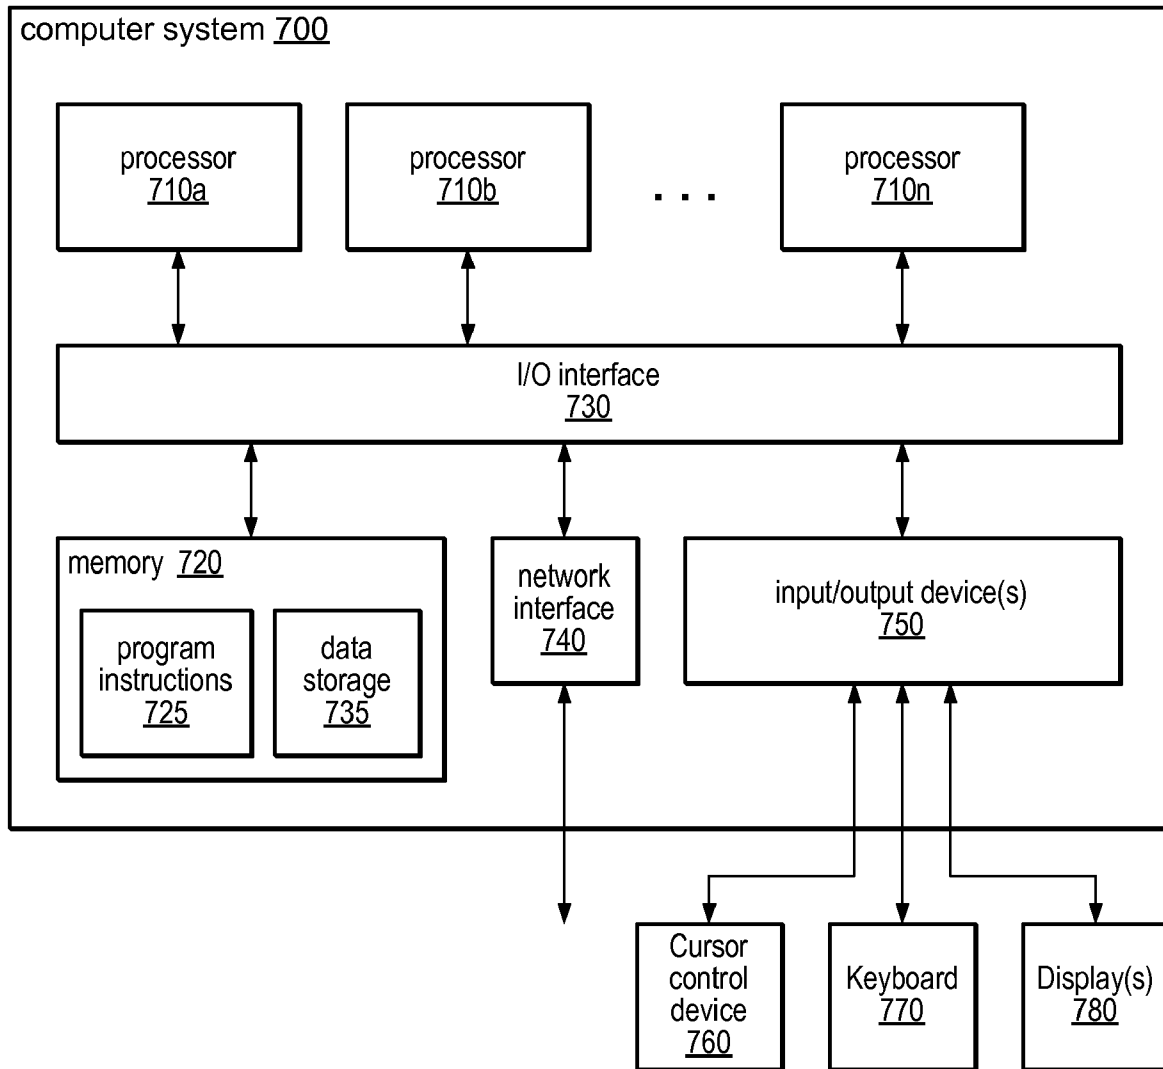 computer system 700
processor
710a
processor
710b
. . .
processor
710n
I/O interface
730
memory 720
program
instructions
725
data
storage
735
network
interface
740
input/output device(s)
750
Cursor
control
device
760
Keyboard
770
Display(s)
780